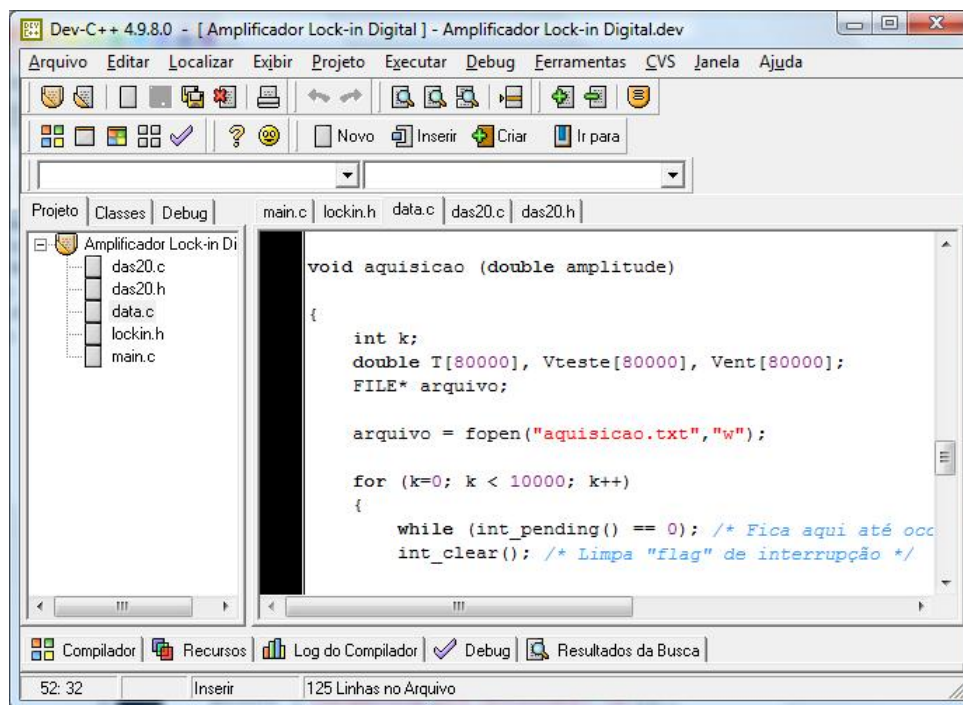 Dev-C++ 4.9.8.0 - [ Amplificador Lock-in Digital ] - Amplificador Lock-in Digital.dev
Arquivo Editar Localizar Exibir Projeto Executar Debug Ferramentas CVS Janela Ajuda
Novo Inserir Criar Ir para
Projeto Classes Debug main.c lockin.h data.c das20.c das20.h
Amplificador Lock-in Di
das20.c
das20.h
data.c
lockin.h
main.c
void aquisicao (double amplitude)
{
int k;
double T[80000], Vteste[80000], Vent[80000];
FILE* arquivo;
arquivo = fopen("aquisicao.txt","w");
for (k=0; k < 10000; k++)
{
while (int_pending() == 0); /* Fica aqui até occ
int_clear(); /* Limpa "flag" de interrupção */
Compilador Recursos Log do Compilador Debug Resultados da Busca
52: 32 Inserir 125 Linhas no Arquivo